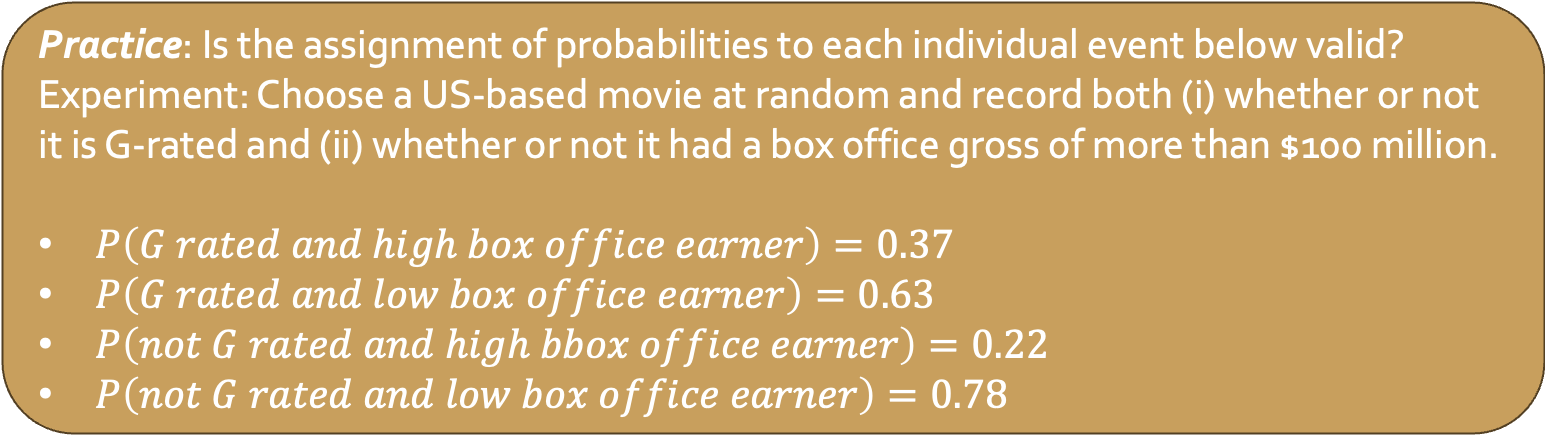 Practice: Is the assignment of probabilities to each individual event below valid?
Experiment: Choose a US-based movie at random and record both (i) whether or not
it is G-rated and (ii) whether or not it had a box office gross of more than $100 million.
• P(G rated and high box office earner) = 0.37
• P(G rated and low box office earner) = 0.63
• P(not G rated and high bbox office earner) = 0.22
• P(not G rated and low box office earner) = 0.78